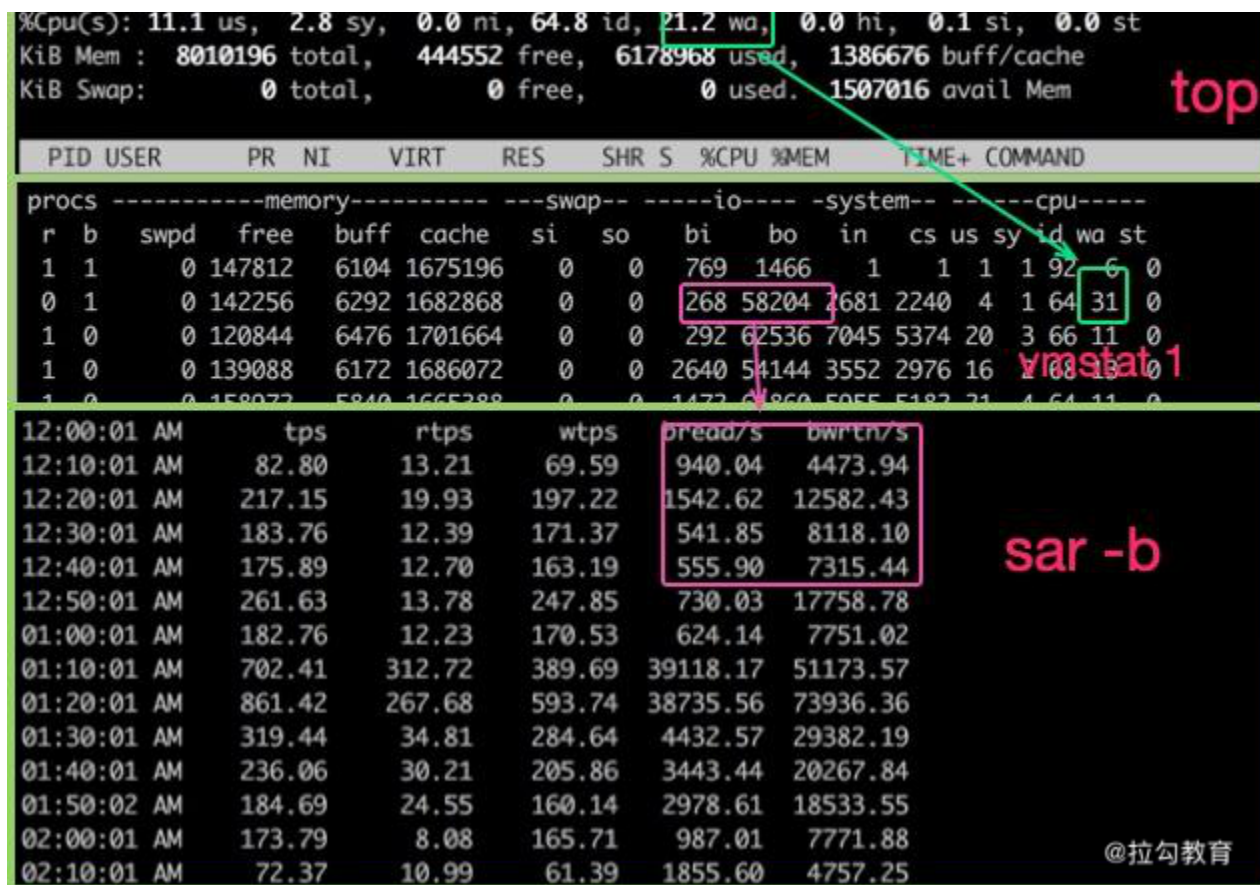 %Cpu(s): 11.1 us, 2.8 sy, 0.0 ni, 64.8 id, 21.2 wa, 0.0 hi, 0.1 si, 0.0 st
KiB Mem : 8010196 total, 444552 free, 6178968 used, 1386676 buff/cache
KiB Swap: 0 total, 0 free, 0 used. 1507016 avail Mem
top
PID USER PR NI VIRT RES SHR S %CPU %MEM TIME+ COMMAND
procs -----------memory---------- ---swap-- -----io---- -system-- ------cpu-----
r b swpd free buff cache si so bi bo in cs us sy id wa st
1 1 0 147812 6104 1675196 0 0 769 1466 1 1 1 1 92 6 0
0 1 0 142256 6292 1682868 0 0 268 58204 2681 2240 4 1 64 31 0
1 0 0 120844 6476 1701664 0 0 292 62536 7045 5374 20 3 66 11 0
1 0 0 139088 6172 1686072 0 0 2640 54144 3552 2976 16 68 0
vmstat 1
1 0 0 158972 5840 1665388 0 0 1472 5955 5182 21 4 64 11 0
12:00:01 AM tps rtps wtps bread/s bwrtn/s
12:10:01 AM 82.80 13.21 69.59 940.04 4473.94
12:20:01 AM 217.15 19.93 197.22 1542.62 12582.43
12:30:01 AM 183.76 12.39 171.37 541.85 8118.10
12:40:01 AM 175.89 12.70 163.19 555.90 7315.44
sar -b
12:50:01 AM 261.63 13.78 247.85 730.03 17758.78
01:00:01 AM 182.76 12.23 170.53 624.14 7751.02
01:10:01 AM 702.41 312.72 389.69 39118.17 51173.57
01:20:01 AM 861.42 267.68 593.74 38735.56 73936.36
01:30:01 AM 319.44 34.81 284.64 4432.57 29382.19
01:40:01 AM 236.06 30.21 205.86 3443.44 20267.84
01:50:02 AM 184.69 24.55 160.14 2978.61 18533.55
02:00:01 AM 173.79 8.08 165.71 987.01 7771.88
@拉勾教育
02:10:01 AM 72.37 10.99 61.39 1855.60 4757.25